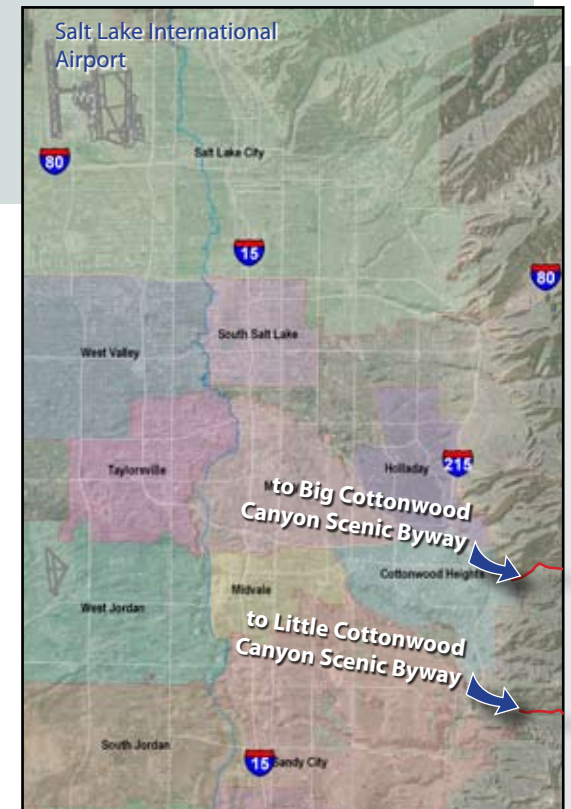 Salt Lake International
Airport
80
Salt Lake City
15
80
South Salt Lake
West Valley
Taylorsville
Holladay
215
to Big Cottonwood
Canyon Scenic Byway
Cottonwood Heights
Midvale
West Jordan
to Little Cottonwood
Canyon Scenic Byway
South Jordan
15
Sandy City